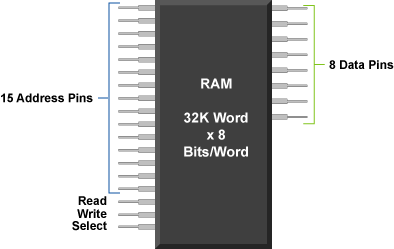 RAM
32K Word
x 8
Bits/Word
15 Address Pins
8 Data Pins
Read
Write
Select